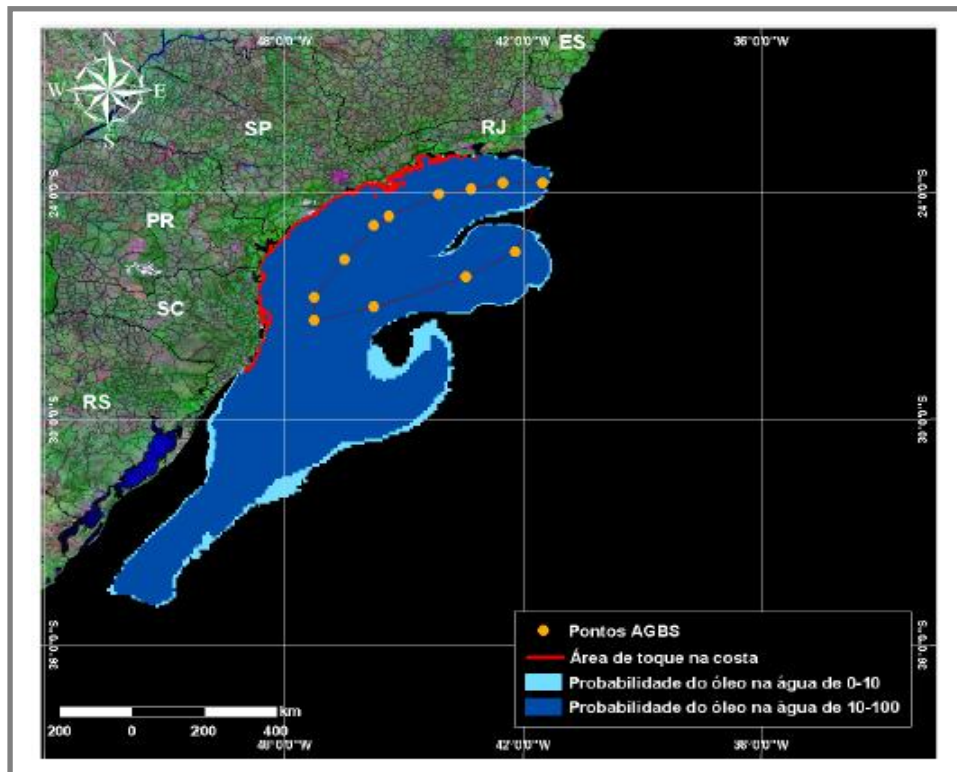 48°0'0"W 42°0'0"W 36°0'0"W
ES
N
W E
S
SP
RJ
24°0'0"S 24°0'0"S
PR
SC
RS
30°0'0"S 30°0'0"S
36°0'0"S 36°0'0"S
Pontos AGBS
Área de toque na costa
Probabilidade do óleo na água de 0-10
Probabilidade do óleo na água de 10-100
km
200 0 200 400
48°0'0"W 42°0'0"W 36°0'0"W